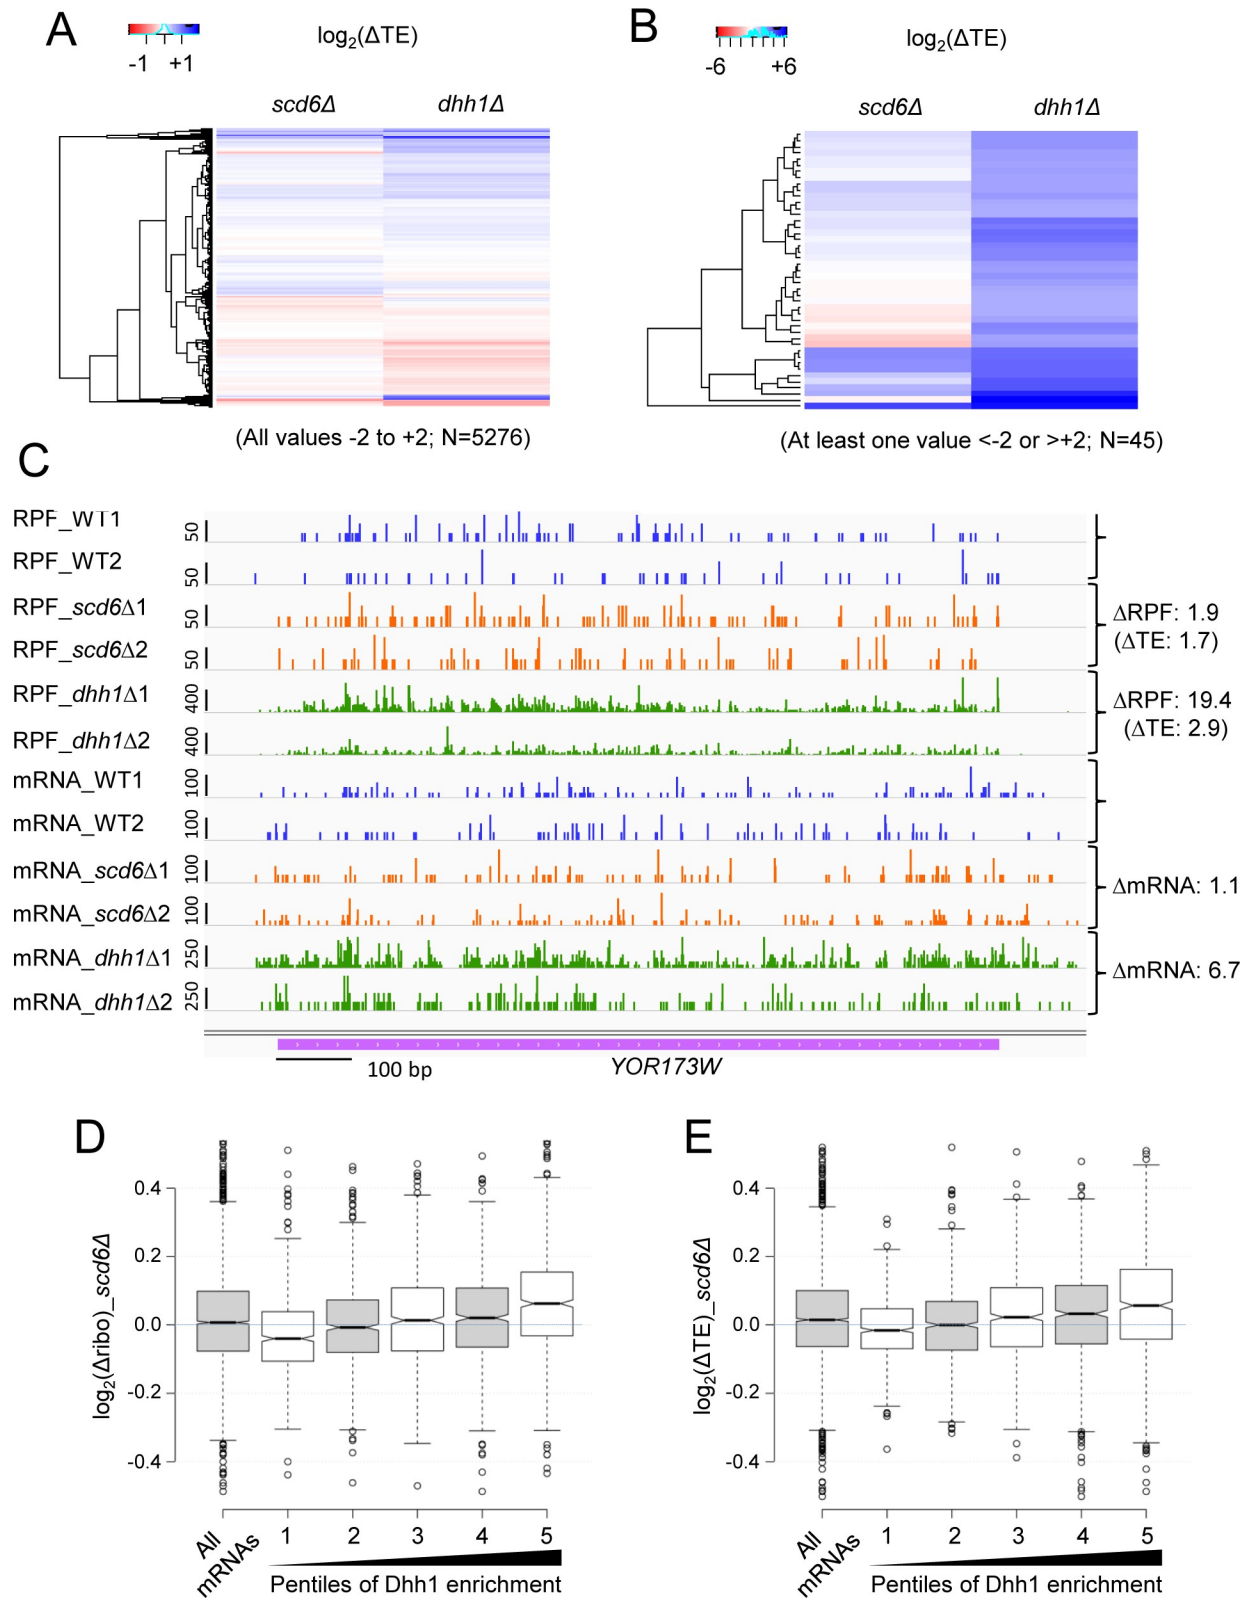 A
log₂(ΔTE)
-1 +1
scd6Δ dhh1Δ
(All values -2 to +2; N=5276)
B
log₂(ΔTE)
-6 +6
scd6Δ dhh1Δ
(At least one value <-2 or >+2; N=45)
C
RPF_WT1 50
RPF_WT2 50
RPF_scd6Δ1 50
RPF_scd6Δ2 50
ΔRPF: 1.9
(ΔTE: 1.7)
RPF_dhh1Δ1 400
RPF_dhh1Δ2 400
ΔRPF: 19.4
(ΔTE: 2.9)
mRNA_WT1 100
mRNA_WT2 100
mRNA_scd6Δ1 100
mRNA_scd6Δ2 100
ΔmRNA: 1.1
mRNA_dhh1Δ1 250
mRNA_dhh1Δ2 250
ΔmRNA: 6.7
100 bp
YOR173W
D
log₂(Δribo)_scd6Δ
0.4
0.2
0.0
-0.2
-0.4
All
mRNAs
1 2 3 4 5
Pentiles of Dhh1 enrichment
E
log₂(ΔTE)_scd6Δ
0.4
0.2
0.0
-0.2
-0.4
All
mRNAs
1 2 3 4 5
Pentiles of Dhh1 enrichment